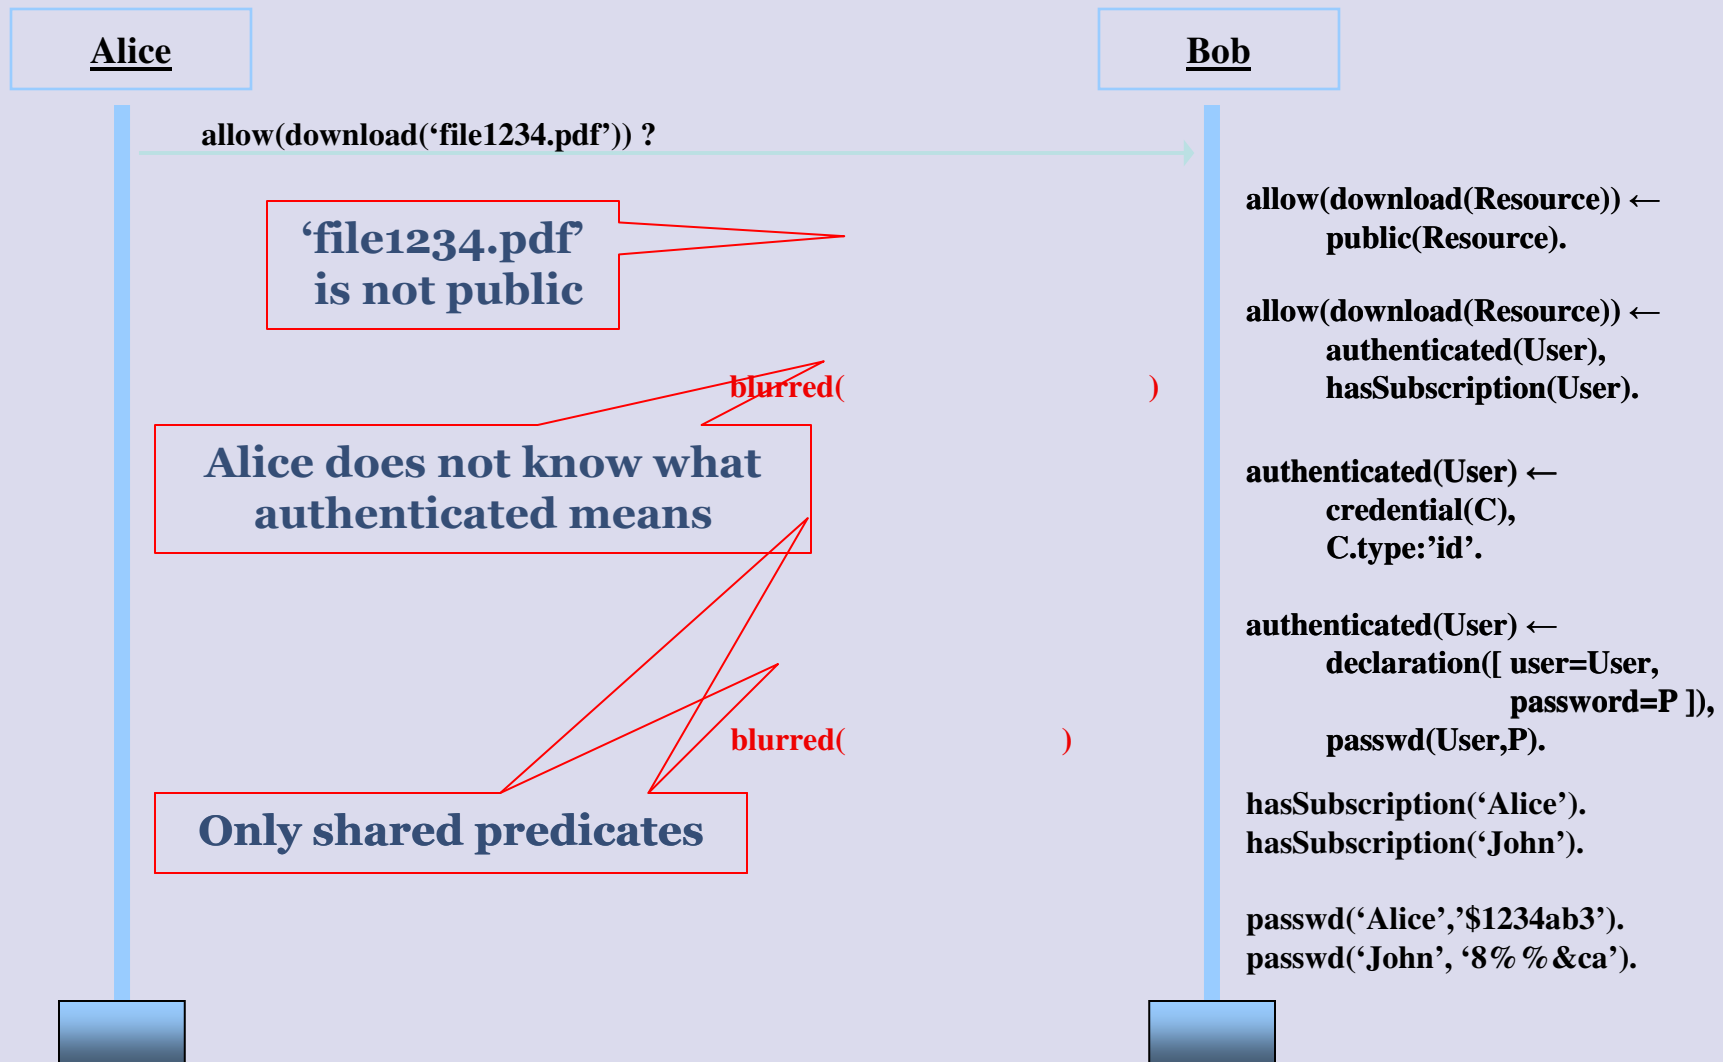 Alice
Bob
allow(download(‘file1234.pdf’)) ?
‘file1234.pdf’
is not public
blurred( )
Alice does not know what
authenticated means
blurred( )
Only shared predicates
allow(download(Resource)) ←
public(Resource).
allow(download(Resource)) ←
authenticated(User),
hasSubscription(User).
authenticated(User) ←
credential(C),
C.type:’id’.
authenticated(User) ←
declaration([ user=User,
password=P ]),
passwd(User,P).
hasSubscription(‘Alice’).
hasSubscription(‘John’).
passwd(‘Alice’,’$1234ab3’).
passwd(‘John’, ‘8%%&ca’).